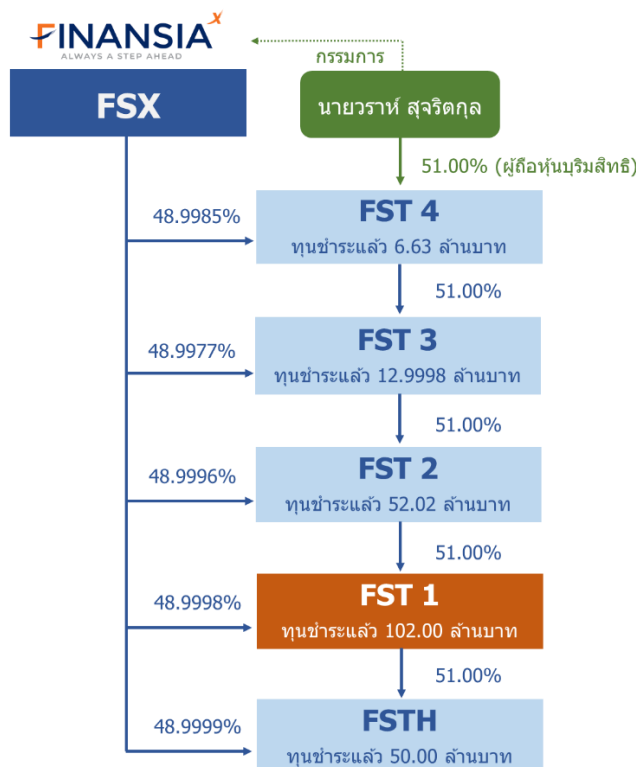 FINANSIA X
ALWAYS A STEP AHEAD
กรรมการ
FSX
นายวราห์ สุจริตกุล
51.00% (ผู้ถือหุ้นบุริมสิทธิ)
48.9985%
FST 4
ทุนชำระแล้ว 6.63 ล้านบาท
51.00%
48.9977%
FST 3
ทุนชำระแล้ว 12.9998 ล้านบาท
51.00%
48.9996%
FST 2
ทุนชำระแล้ว 52.02 ล้านบาท
51.00%
48.9998%
FST 1
ทุนชำระแล้ว 102.00 ล้านบาท
51.00%
48.9999%
FSTH
ทุนชำระแล้ว 50.00 ล้านบาท